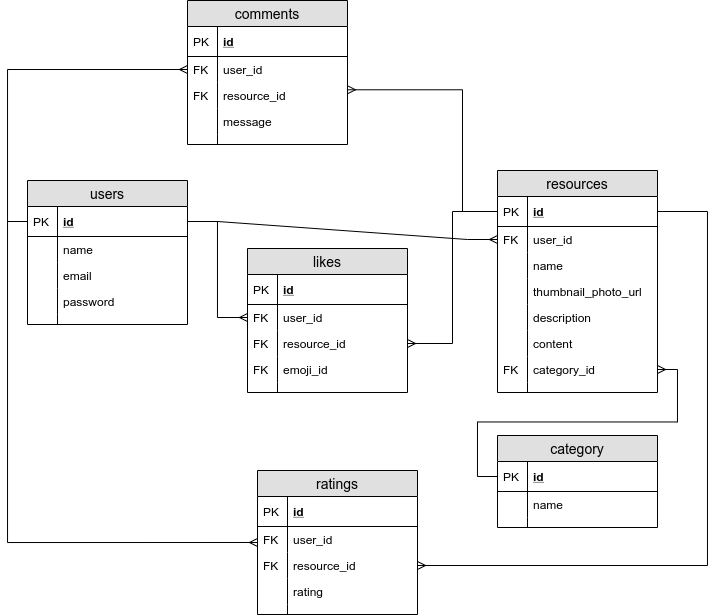 comments
PK id
FK user_id
FK resource_id
message
users
PK id
name
email
password
likes
PK id
FK user_id
FK resource_id
FK emoji_id
resources
PK id
FK user_id
name
thumbnail_photo_url
description
content
FK category_id
category
PK id
name
ratings
PK id
FK user_id
FK resource_id
rating